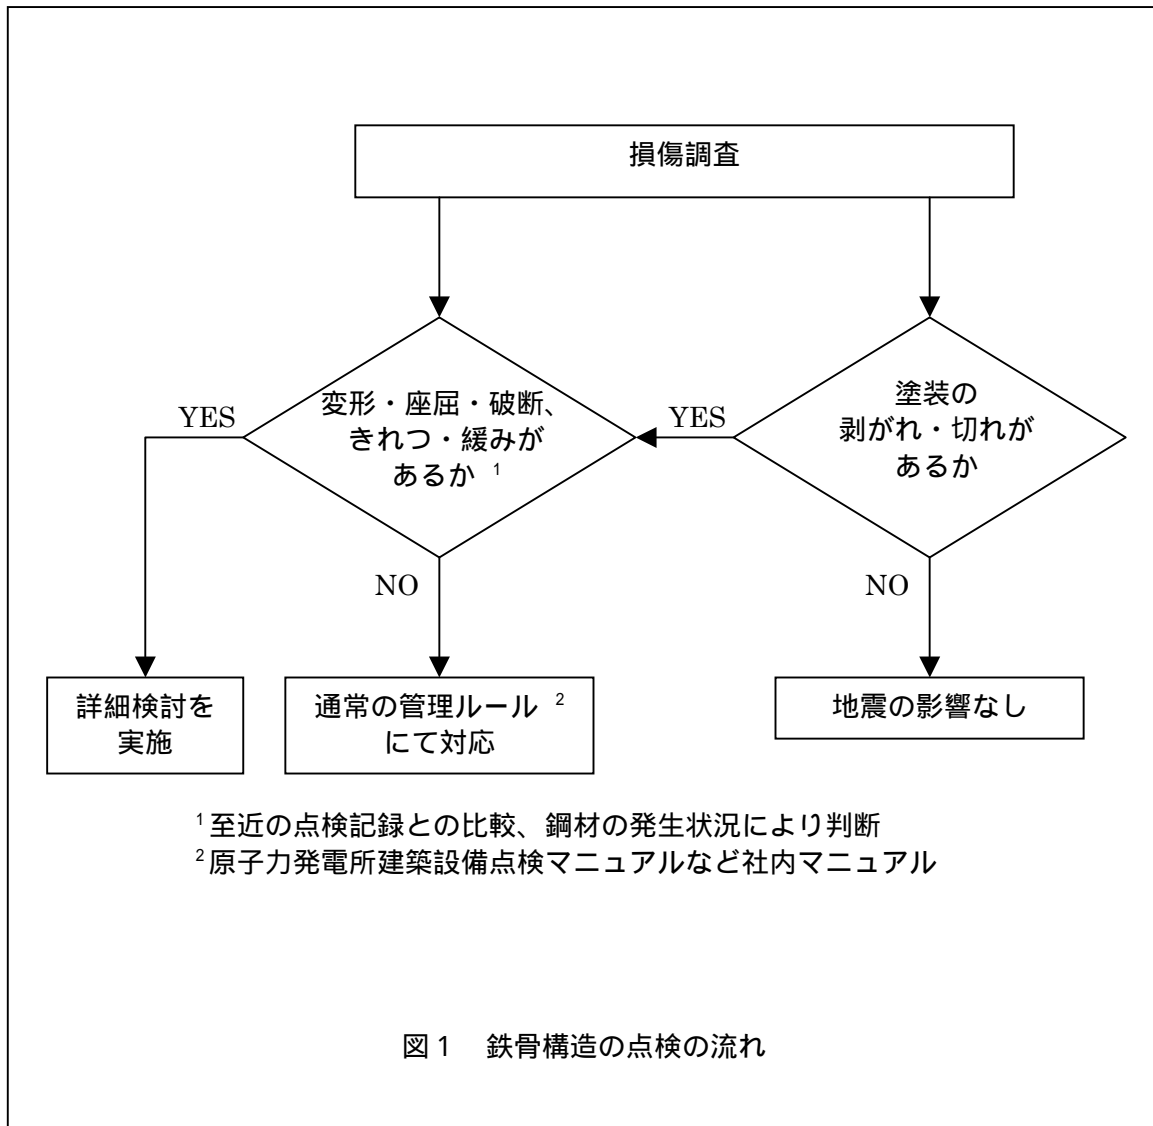 損傷調査
変形・座屈・破断、
きれつ・緩みが
あるか 1
YES
YES
塗装の
剥がれ・切れが
あるか
NO
NO
詳細検討を
実施
通常の管理ルール 2
にて対応
地震の影響なし
1 至近の点検記録との比較、鋼材の発生状況により判断
2 原子力発電所建築設備点検マニュアルなど社内マニュアル
図1 鉄骨構造の点検の流れ